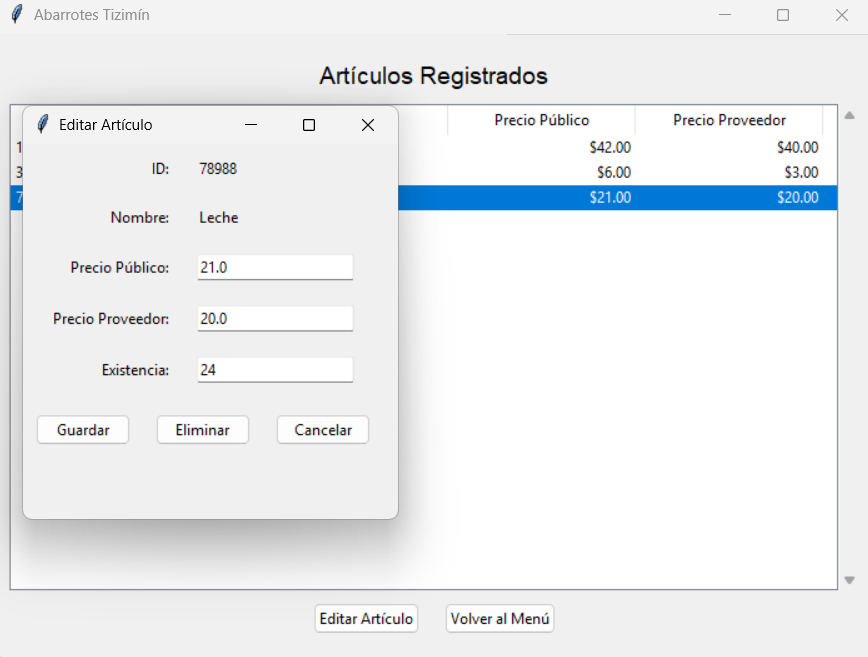 Abarrotes Tizimín
Artículos Registrados
Precio Público Precio Proveedor
1 $42.00 $40.00
3 $6.00 $3.00
7 $21.00 $20.00
Editar Artículo
ID: 78988
Nombre: Leche
Precio Público: 21.0
Precio Proveedor: 20.0
Existencia: 24
Guardar Eliminar Cancelar
Editar Artículo Volver al Menú